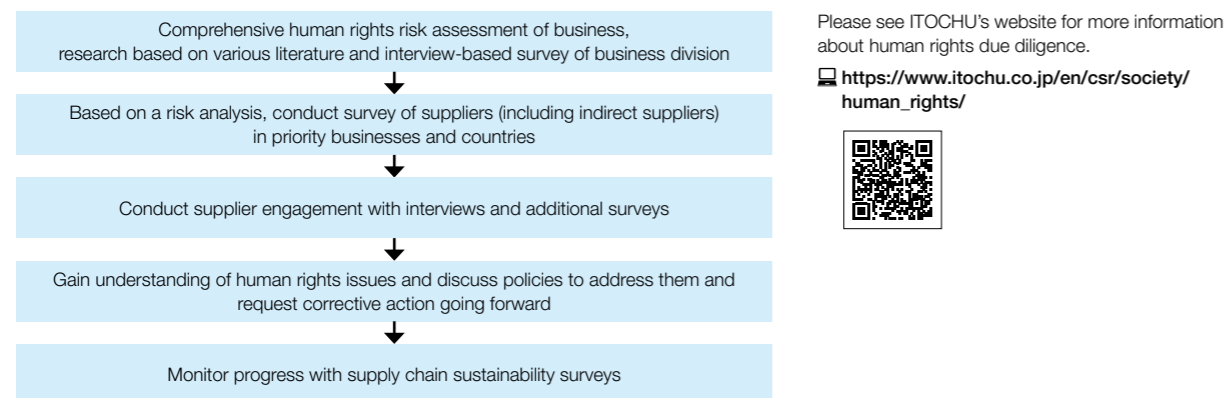 Comprehensive human rights risk assessment of business,
research based on various literature and interview-based survey of business division
Based on a risk analysis, conduct survey of suppliers (including indirect suppliers)
in priority businesses and countries
Conduct supplier engagement with interviews and additional surveys
Gain understanding of human rights issues and discuss policies to address them and
request corrective action going forward
Monitor progress with supply chain sustainability surveys
Please see ITOCHU's website for more information
about human rights due diligence.
https://www.itochu.co.jp/en/csr/society/
human_rights/